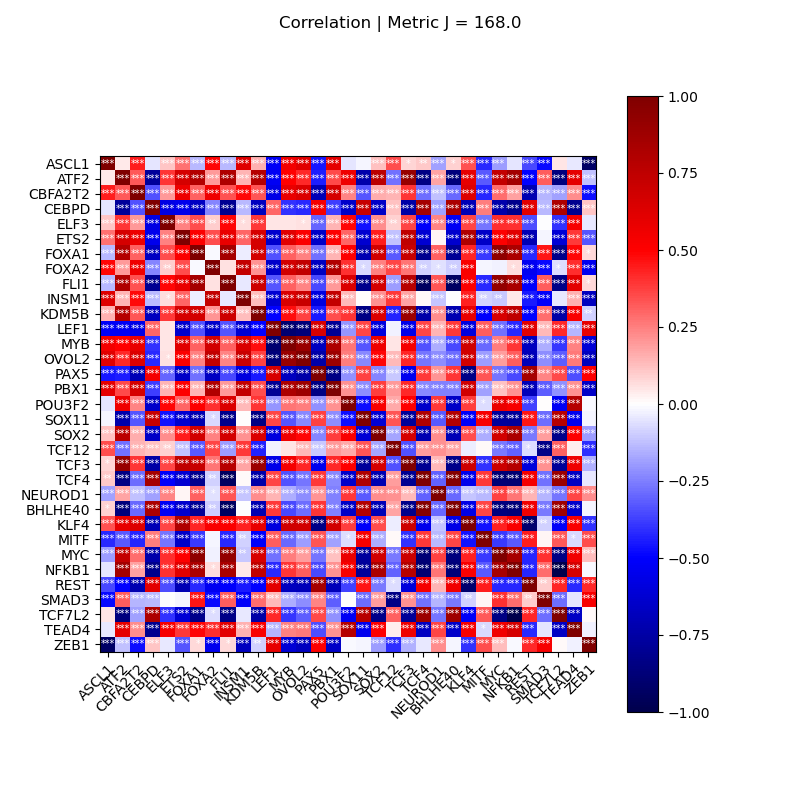 Correlation | Metric J = 168.0
ASCL1
ATF2
CBFA2T2
CEBPD
ELF3
ETS2
FOXA1
FOXA2
FLI1
INSM1
KDM5B
LEF1
MYB
OVOL2
PAX5
PBX1
POU3F2
SOX11
SOX2
TCF12
TCF3
TCF4
NEUROD1
BHLHE40
KLF4
MITF
MYC
NFKB1
REST
SMAD3
TCF7L2
TEAD4
ZEB1
ASCL1
ATF2
CBFA2T2
CEBPD
ELF3
ETS2
FOXA1
FOXA2
FLI1
INSM1
KDM5B
LEF1
MYB
OVOL2
PAX5
PBX1
POU3F2
SOX11
SOX2
TCF12
TCF3
TCF4
NEUROD1
BHLHE40
KLF4
MITF
MYC
NFKB1
REST
SMAD3
TCF7L2
TEAD4
ZEB1
1.00
0.75
0.50
0.25
0.00
−0.25
−0.50
−0.75
−1.00